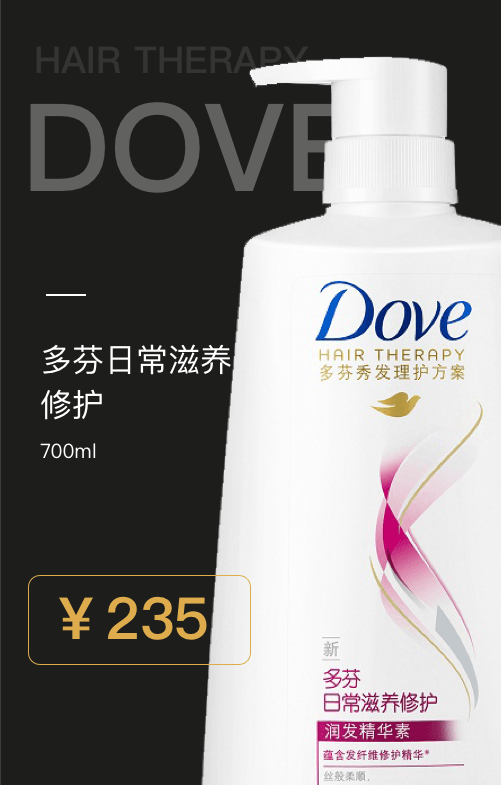 HAIR THERAPY
DOVE
多芬日常滋养
修护
700ml
¥ 235
Dove
HAIR THERAPY
多芬秀发理护方案
新
多芬
日常滋养修护
润发精华素
蕴含发纤维修护精华*
丝般柔顺，